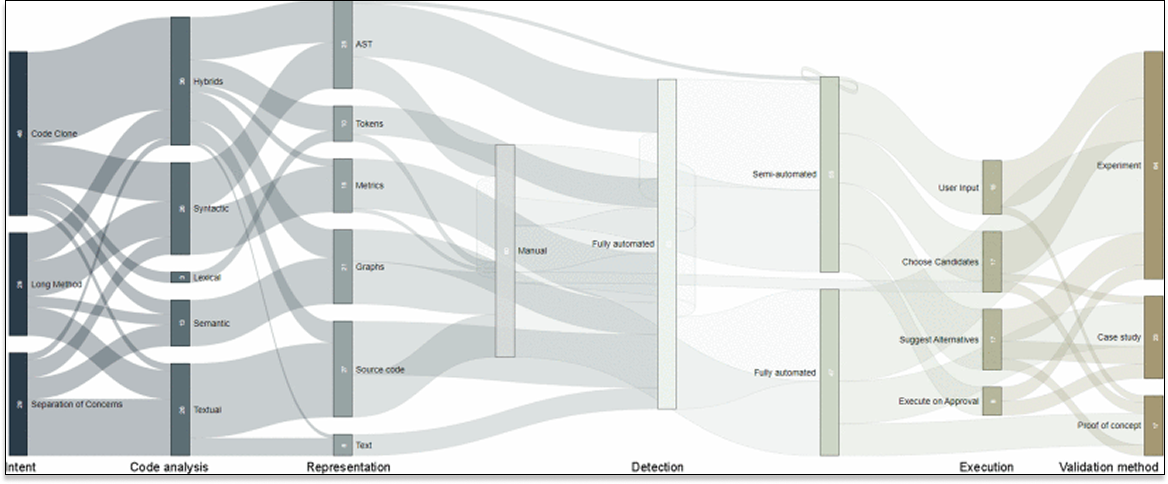 Code Clone
Long Method
Separation of Concerns
Hybrids
Syntactic
Lexical
Semantic
Textual
AST
Tokens
Metrics
Graphs
Source code
Text
Manual
Fully automated
Semi-automated
Fully automated
User Input
Choose Candidates
Suggest Alternatives
Execute on Approval
Experiment
Case study
Proof of concept
ntent Code analysis Representation Detection Execution Validation method